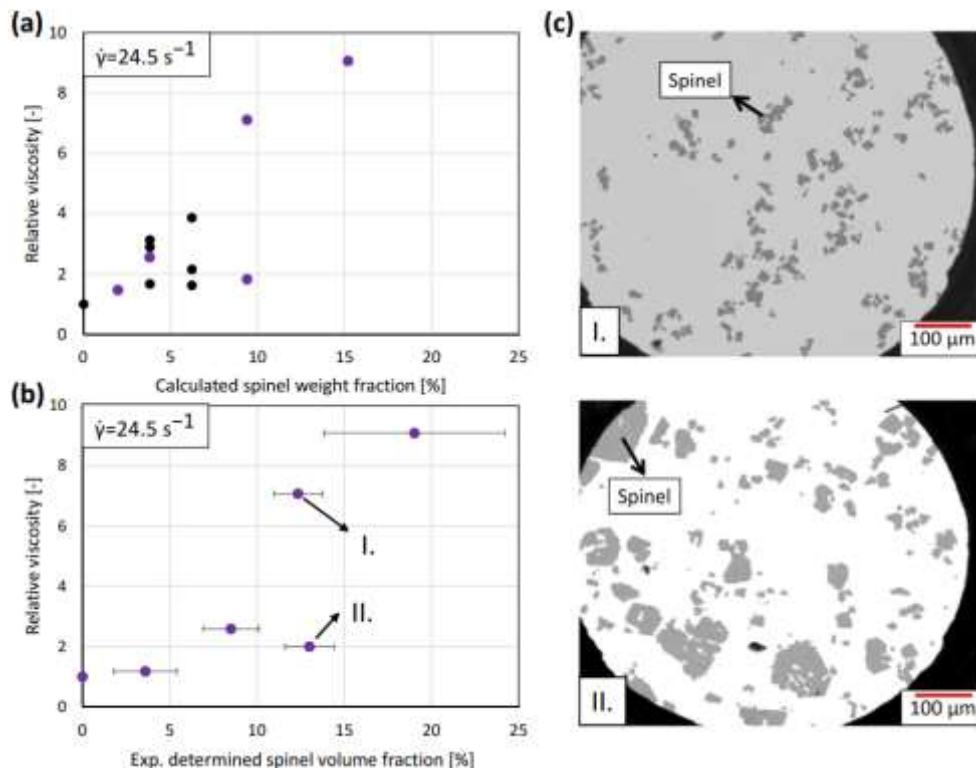 (a)
γ̇=24.5 s⁻¹
Relative viscosity [-]
10
8
6
4
2
0
0 5 10 15 20 25
Calculated spinel weight fraction [%]
(b)
γ̇=24.5 s⁻¹
Relative viscosity [-]
10
8
6
4
2
0
I.
II.
0 5 10 15 20 25
Exp. determined spinel volume fraction [%]
(c)
Spinel
I.
100 µm
Spinel
II.
100 µm